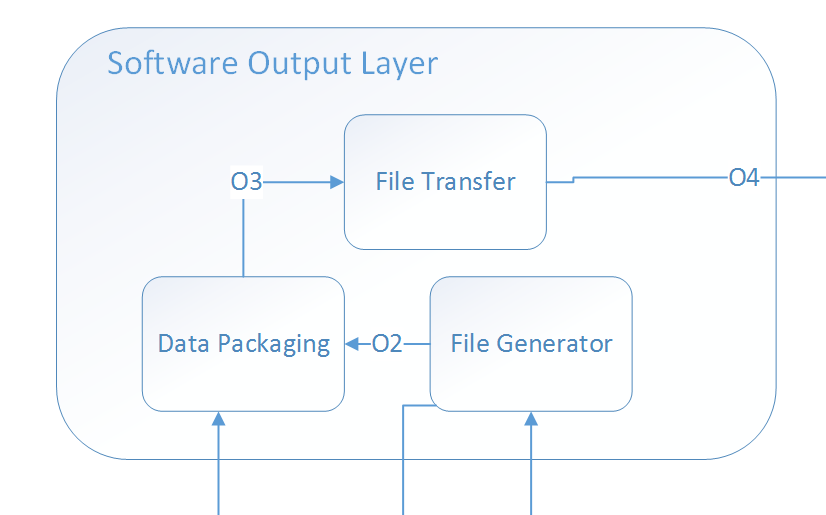 Software Output Layer
O3
File Transfer
O4
Data Packaging
O2
File Generator